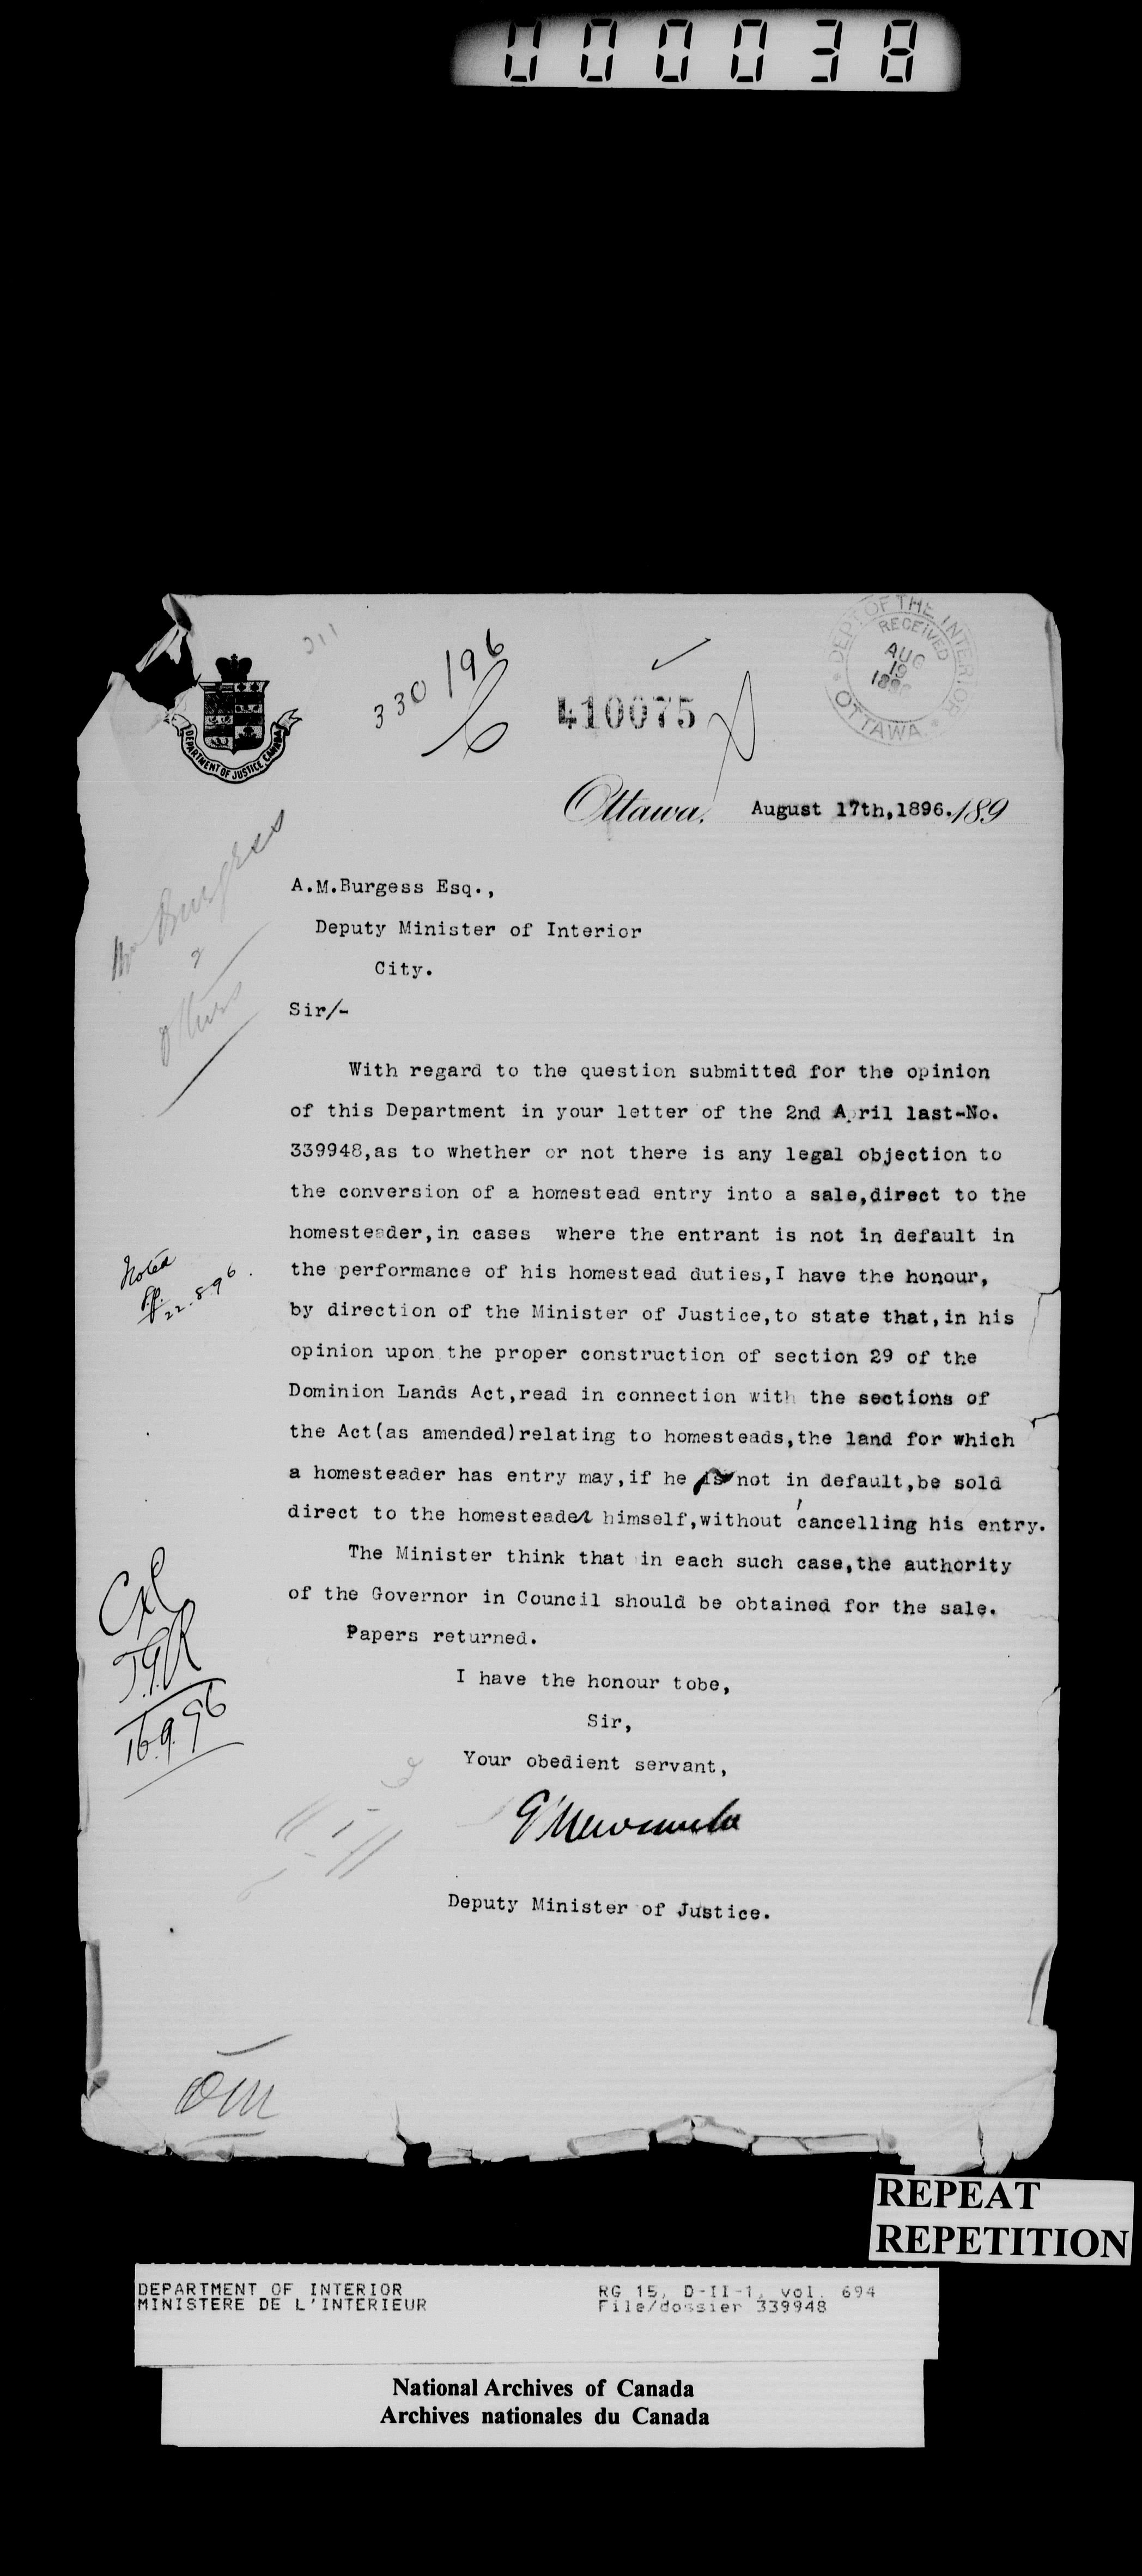 000038
211
330/96
410075
DEPT OF THE INTERIOR
RECEIVED
AUG
19
OTTAWA
DEPARTMENT OF JUSTICE CANADA
Ottawa, August 17th,1896. 189
Mr Burgess
&
others
A.M.Burgess Esq.,
Deputy Minister of Interior
City.
Sir/-
With regard to the question submitted for the opinion
of this Department in your letter of the 2nd April last-No.
339948,as to whether or not there is any legal objection to
the conversion of a homestead entry into a sale,direct to the
homesteader,in cases where the entrant is not in default in
the performance of his homestead duties,I have the honour,
by direction of the Minister of Justice,to state that,in his
opinion upon the proper construction of section 29 of the
Dominion Lands Act,read in connection with the sections of
the Act(as amended)relating to homesteads,the land for which
a homesteader has entry may,if he is not in default,be sold
direct to the homesteader himself,without cancelling his entry.
The Minister think that in each such case,the authority
of the Governor in Council should be obtained for the sale.
Papers returned.
I have the honour tobe,
Sir,
Your obedient servant,
Deputy Minister of Justice.
Noted
22.8.96.
16.9.96
REPEAT
REPETITION
DEPARTMENT OF INTERIOR
MINISTERE DE L'INTERIEUR
RG 15, D-II-1, vol. 694
File/dossier 339948
National Archives of Canada
Archives nationales du Canada